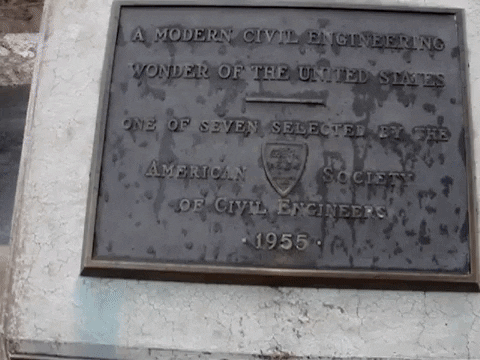 A MODERN CIVIL ENGINEERING
WONDER OF THE UNITED STATES
ONE OF SEVEN SELECTED BY THE
AMERICAN SOCIETY
OF CIVIL ENGINEERS
· 1955 ·